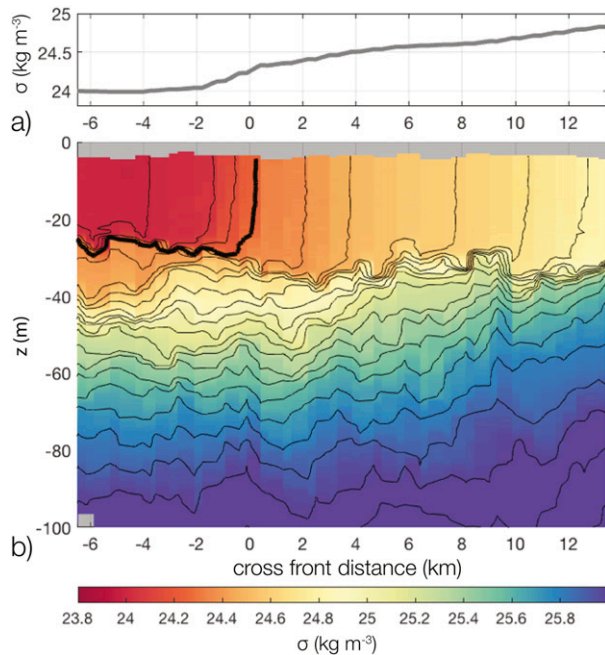 σ (kg m-3)
25
24.5
24
-6 -4 -2 0 2 4 6 8 10 12
a)
0
-20
-40
z (m)
-60
-80
-100
b)
-6 -4 -2 0 2 4 6 8 10 12
cross front distance (km)
23.8 24 24.2 24.4 24.6 24.8 25 25.2 25.4 25.6 25.8
σ (kg m-3)